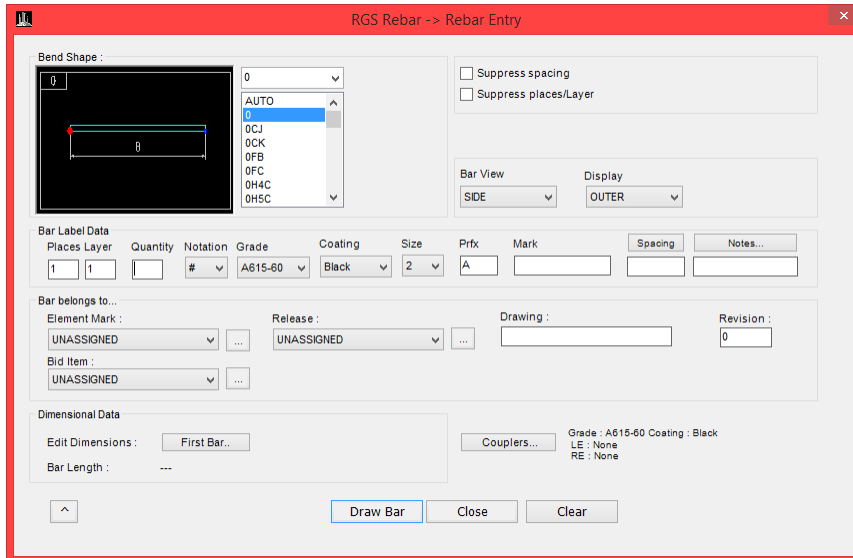 RGS Rebar -> Rebar Entry
Bend Shape :
0
B
0
AUTO
0
0CJ
0CK
0FB
0FC
0H4C
0H5C
Suppress spacing
Suppress places/Layer
Bar View
Display
SIDE
OUTER
Bar Label Data
Places Layer Quantity Notation Grade Coating Size Prfx Mark Spacing Notes...
1 1 # A615-60 Black 2 A
Bar belongs to...
Element Mark : Release : Drawing : Revision :
UNASSIGNED ... UNASSIGNED ... 0
Bid Item :
UNASSIGNED ...
Dimensional Data
Edit Dimensions : First Bar..
Bar Length : ---
Couplers...
Grade : A615-60 Coating : Black
LE : None
RE : None
^ Draw Bar Close Clear